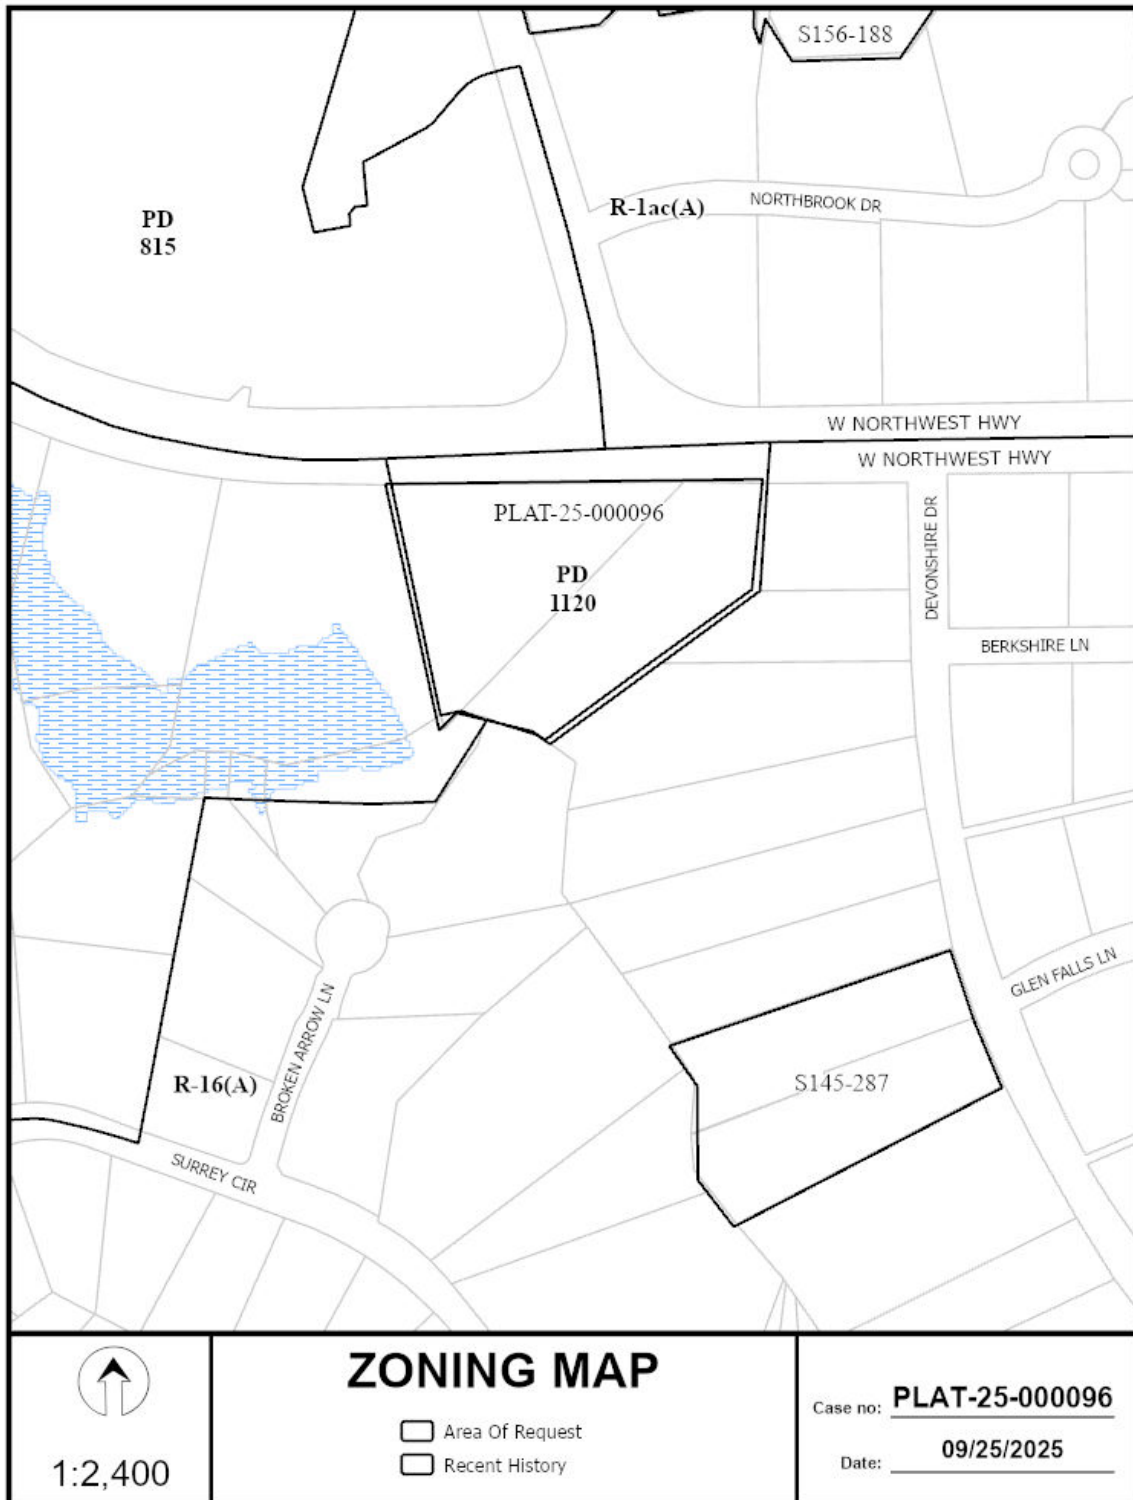 S156-188
PD
815
R-1ac(A)
NORTHBROOK DR
W NORTHWEST HWY
W NORTHWEST HWY
PLAT-25-000096
PD
1120
DEVONSHIRE DR
BERKSHIRE LN
GLEN FALLS LN
BROKEN ARROW LN
R-16(A)
S145-287
SURREY CIR
1:2,400
ZONING MAP
Area Of Request
Recent History
Case no: PLAT-25-000096
Date: 09/25/2025